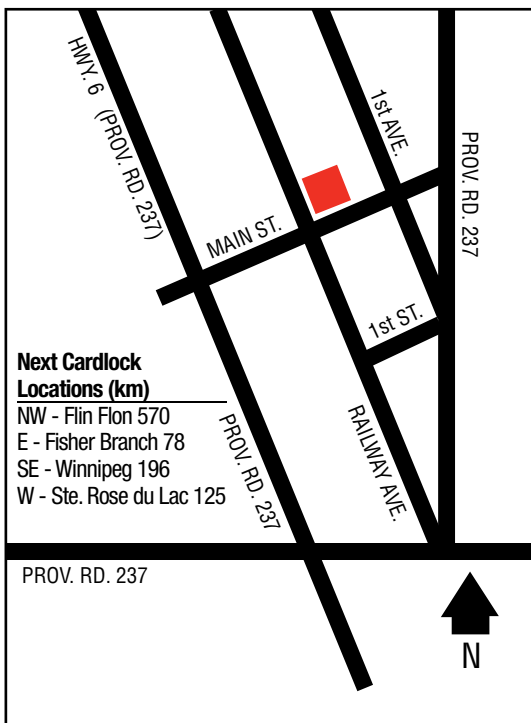 HWY. 6 (PROV. RD. 237)
1st AVE.
PROV. RD. 237
MAIN ST.
1st ST.
Next Cardlock
Locations (km)
NW - Flin Flon 570
E - Fisher Branch 78
SE - Winnipeg 196
W - Ste. Rose du Lac 125
PROV. RD. 237
RAILWAY AVE.
PROV. RD. 237
N